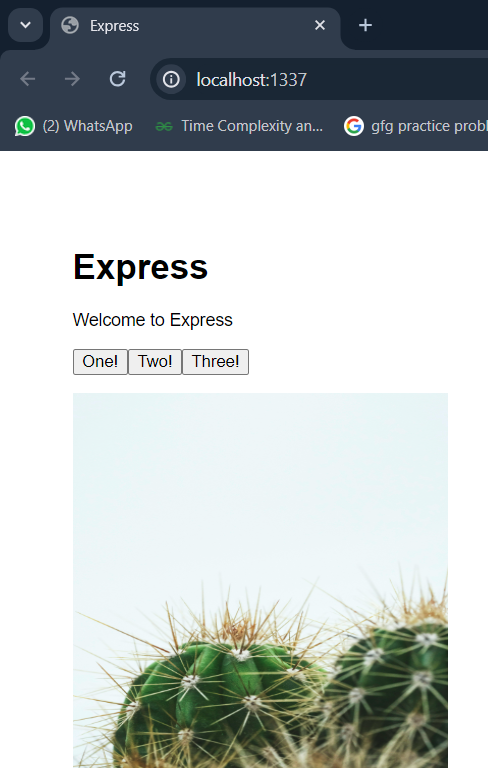 Express
localhost:1337
(2) WhatsApp Time Complexity an... gfg practice probl
Express
Welcome to Express
One! Two! Three!